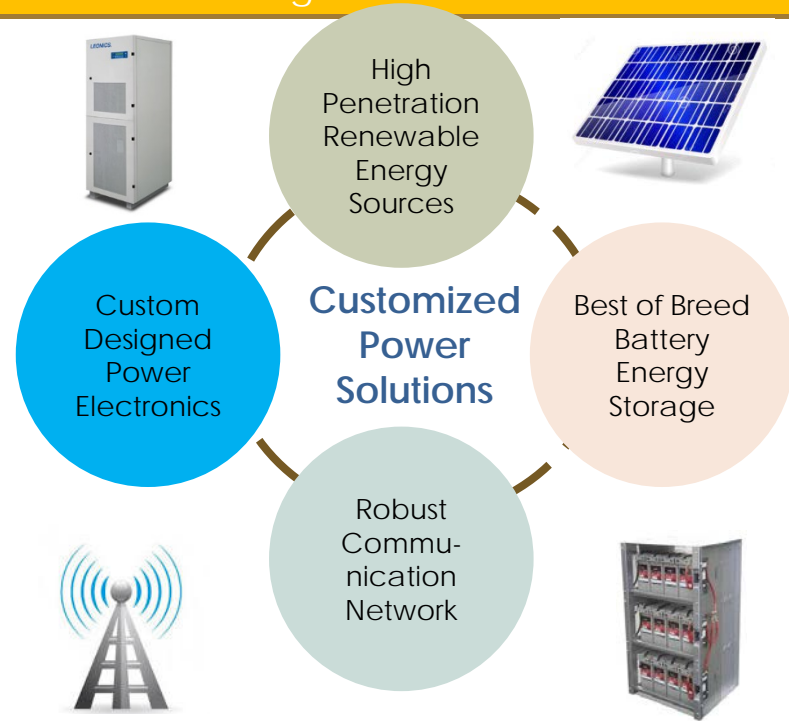 LEONICS
High
Penetration
Renewable
Energy
Sources
Custom
Designed
Power
Electronics
Customized
Power
Solutions
Best of Breed
Battery
Energy
Storage
Robust
Commu-
nication
Network